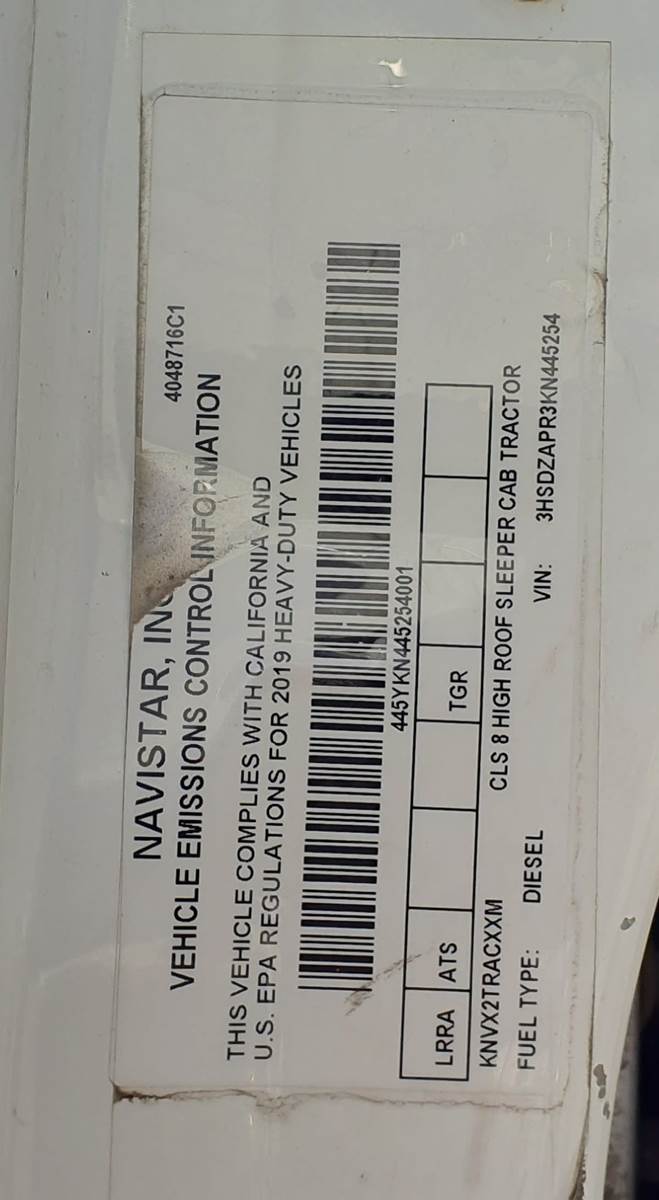 4048716C1
NAVISTAR, INC
VEHICLE EMISSIONS CONTROL INFORMATION
THIS VEHICLE COMPLIES WITH CALIFORNIA AND
U.S. EPA REGULATIONS FOR 2019 HEAVY-DUTY VEHICLES
445YKN445254001
LRRA ATS TGR
KNVX2TRACXXM CLS 8 HIGH ROOF SLEEPER CAB TRACTOR
FUEL TYPE: DIESEL VIN: 3HSDZAPR3KN445254